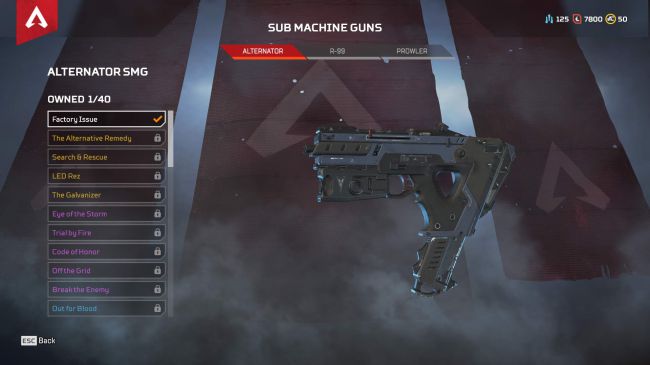 SUB MACHINE GUNS
125 7800 50
ALTERNATOR R-99 PROWLER
ALTERNATOR SMG
OWNED 1/40
Factory Issue
The Alternative Remedy
Search & Rescue
LED Rez
The Galvanizer
Eye of the Storm
Trial by Fire
Code of Honor
Off the Grid
Break the Enemy
Out for Blood
ESC Back